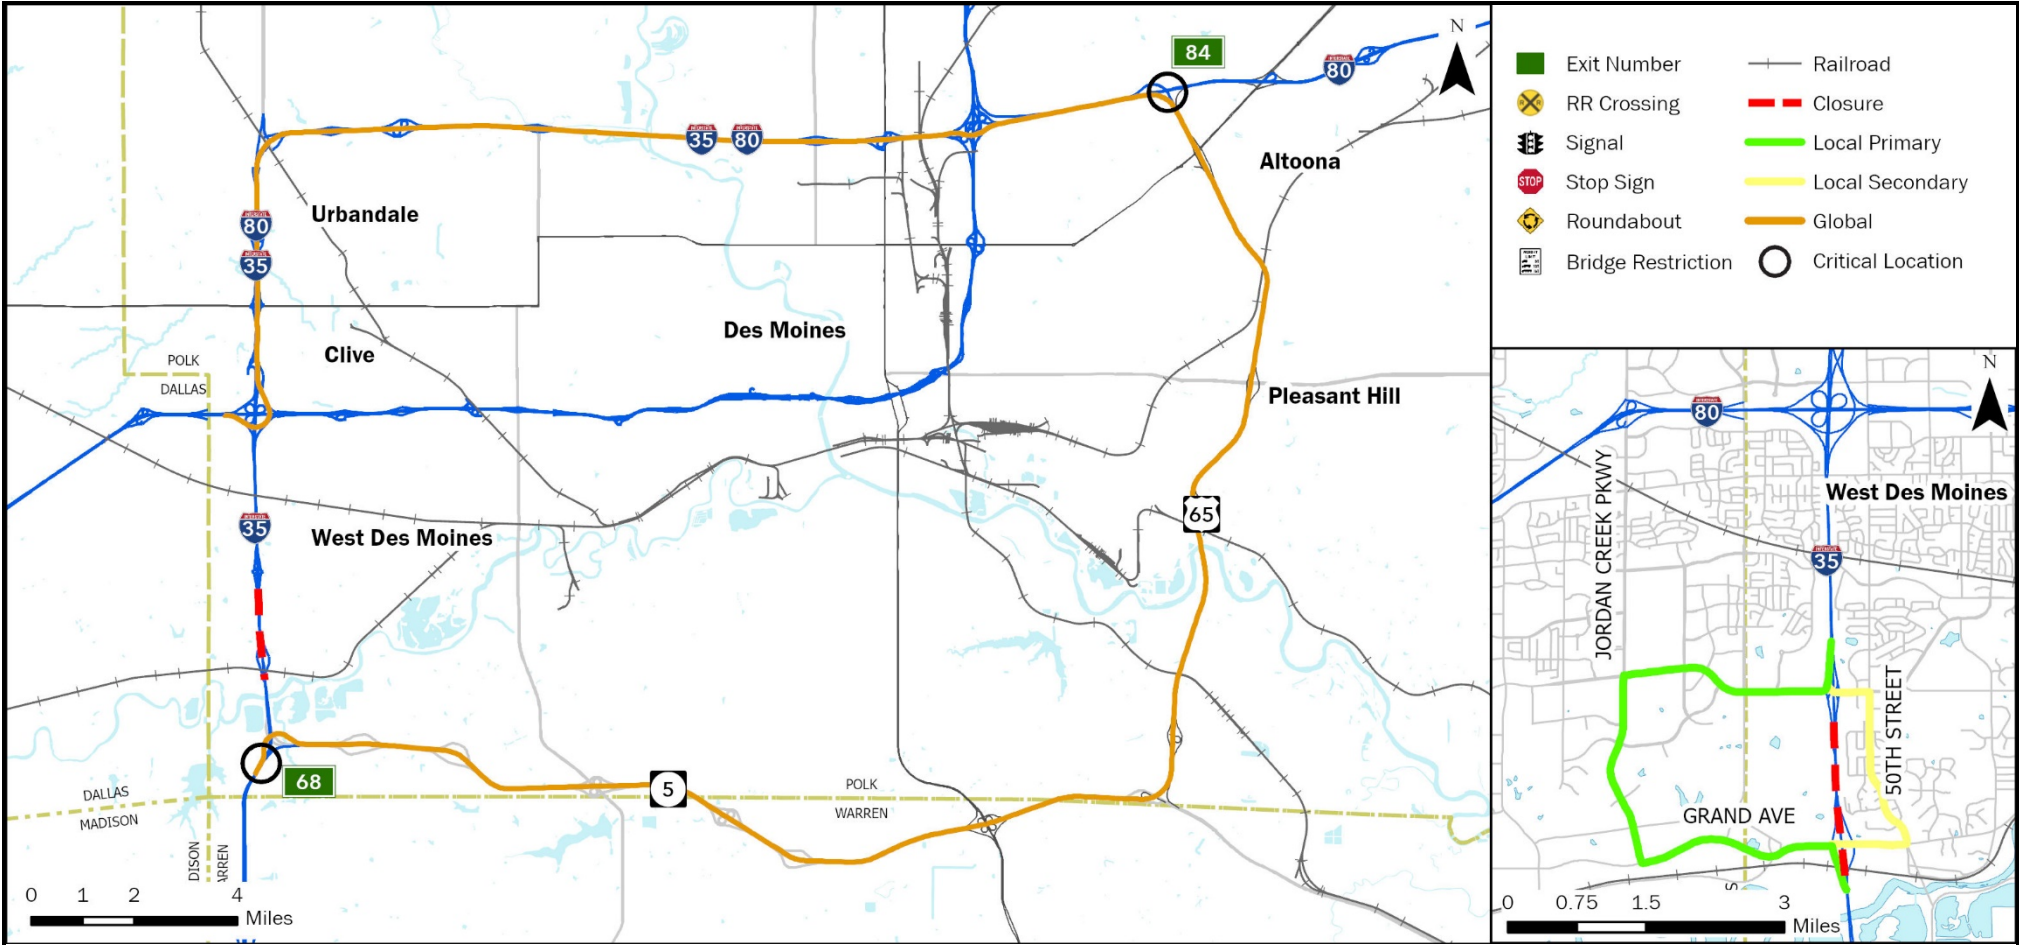 N
84
80
35
80
Altoona
Urbandale
80
35
Des Moines
Clive
POLK
DALLAS
Pleasant Hill
65
35
West Des Moines
68
5
POLK
WARREN
DALLAS
MADISON
DISON
RREN
0 1 2 4
Miles
Exit Number
RR Crossing
Signal
STOP
Stop Sign
Roundabout
Bridge Restriction
Railroad
Closure
Local Primary
Local Secondary
Global
Critical Location
N
80
JORDAN CREEK PKWY
West Des Moines
35
50TH STREET
GRAND AVE
S
0 0.75 1.5 3
Miles